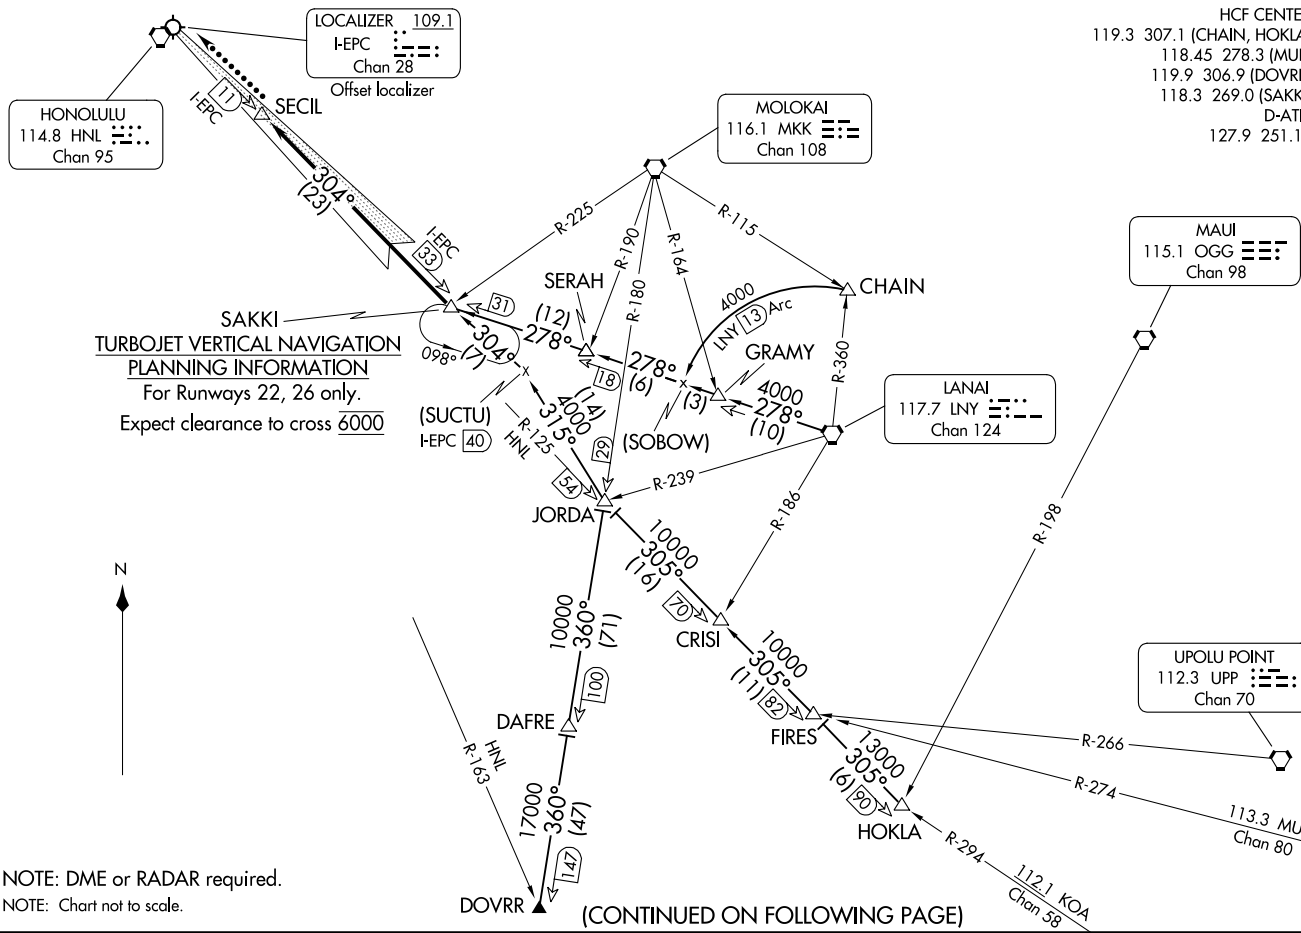 LOCALIZER 109.1
I-EPC
Chan 28
Offset localizer
HCF CENTE
119.3 307.1 (CHAIN, HOKLA
118.45 278.3 (MU
119.9 306.9 (DOVR
118.3 269.0 (SAKK
D-ATI
127.9 251.1
HONOLULU
114.8 HNL
Chan 95
I-EPC
11
SECIL
MOLOKAI
116.1 MKK
Chan 108
304°
(23)
I-EPC
33
R-225
R-190
R-180
R-164
R-115
MAUI
115.1 OGG
Chan 98
SERAH
CHAIN
4000
LNY 13 Arc
SAKKI
31
(12)
278°
278°
(6)
18
GRAMY
R-360
TURBOJET VERTICAL NAVIGATION
PLANNING INFORMATION
For Runways 22, 26 only.
Expect clearance to cross 6000
098°
304°
(7)
(3)
4000
278°
(10)
LANAI
117.7 LNY
Chan 124
(SUCTU)
I-EPC 40
(SOBOW)
(14)
4000
315°
R-125
HNL
29
54
R-239
R-186
R-198
JORDA
10000
305°
(16)
N
70
CRISI
10000
360°
(71)
10000
305°
(11)
82
UPOLU POINT
112.3 UPP
Chan 70
100
DAFRE
FIRES
R-266
R-274
HNL
R-163
13000
305°
(6)
90
HOKLA
113.3 MU
Chan 80
17000
360°
(47)
147
R-294
112.1 KOA
Chan 58
NOTE: DME or RADAR required.
NOTE: Chart not to scale.
DOVRR
(CONTINUED ON FOLLOWING PAGE)